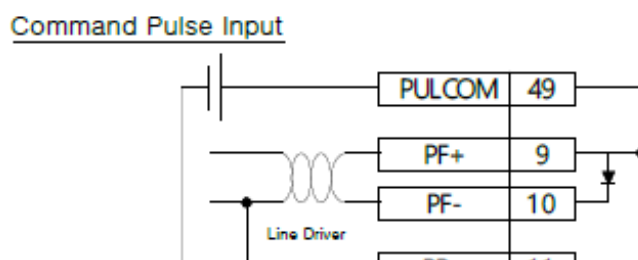 Command Pulse Input
PULCOM 49
PF+ 9
PF- 10
Line Driver